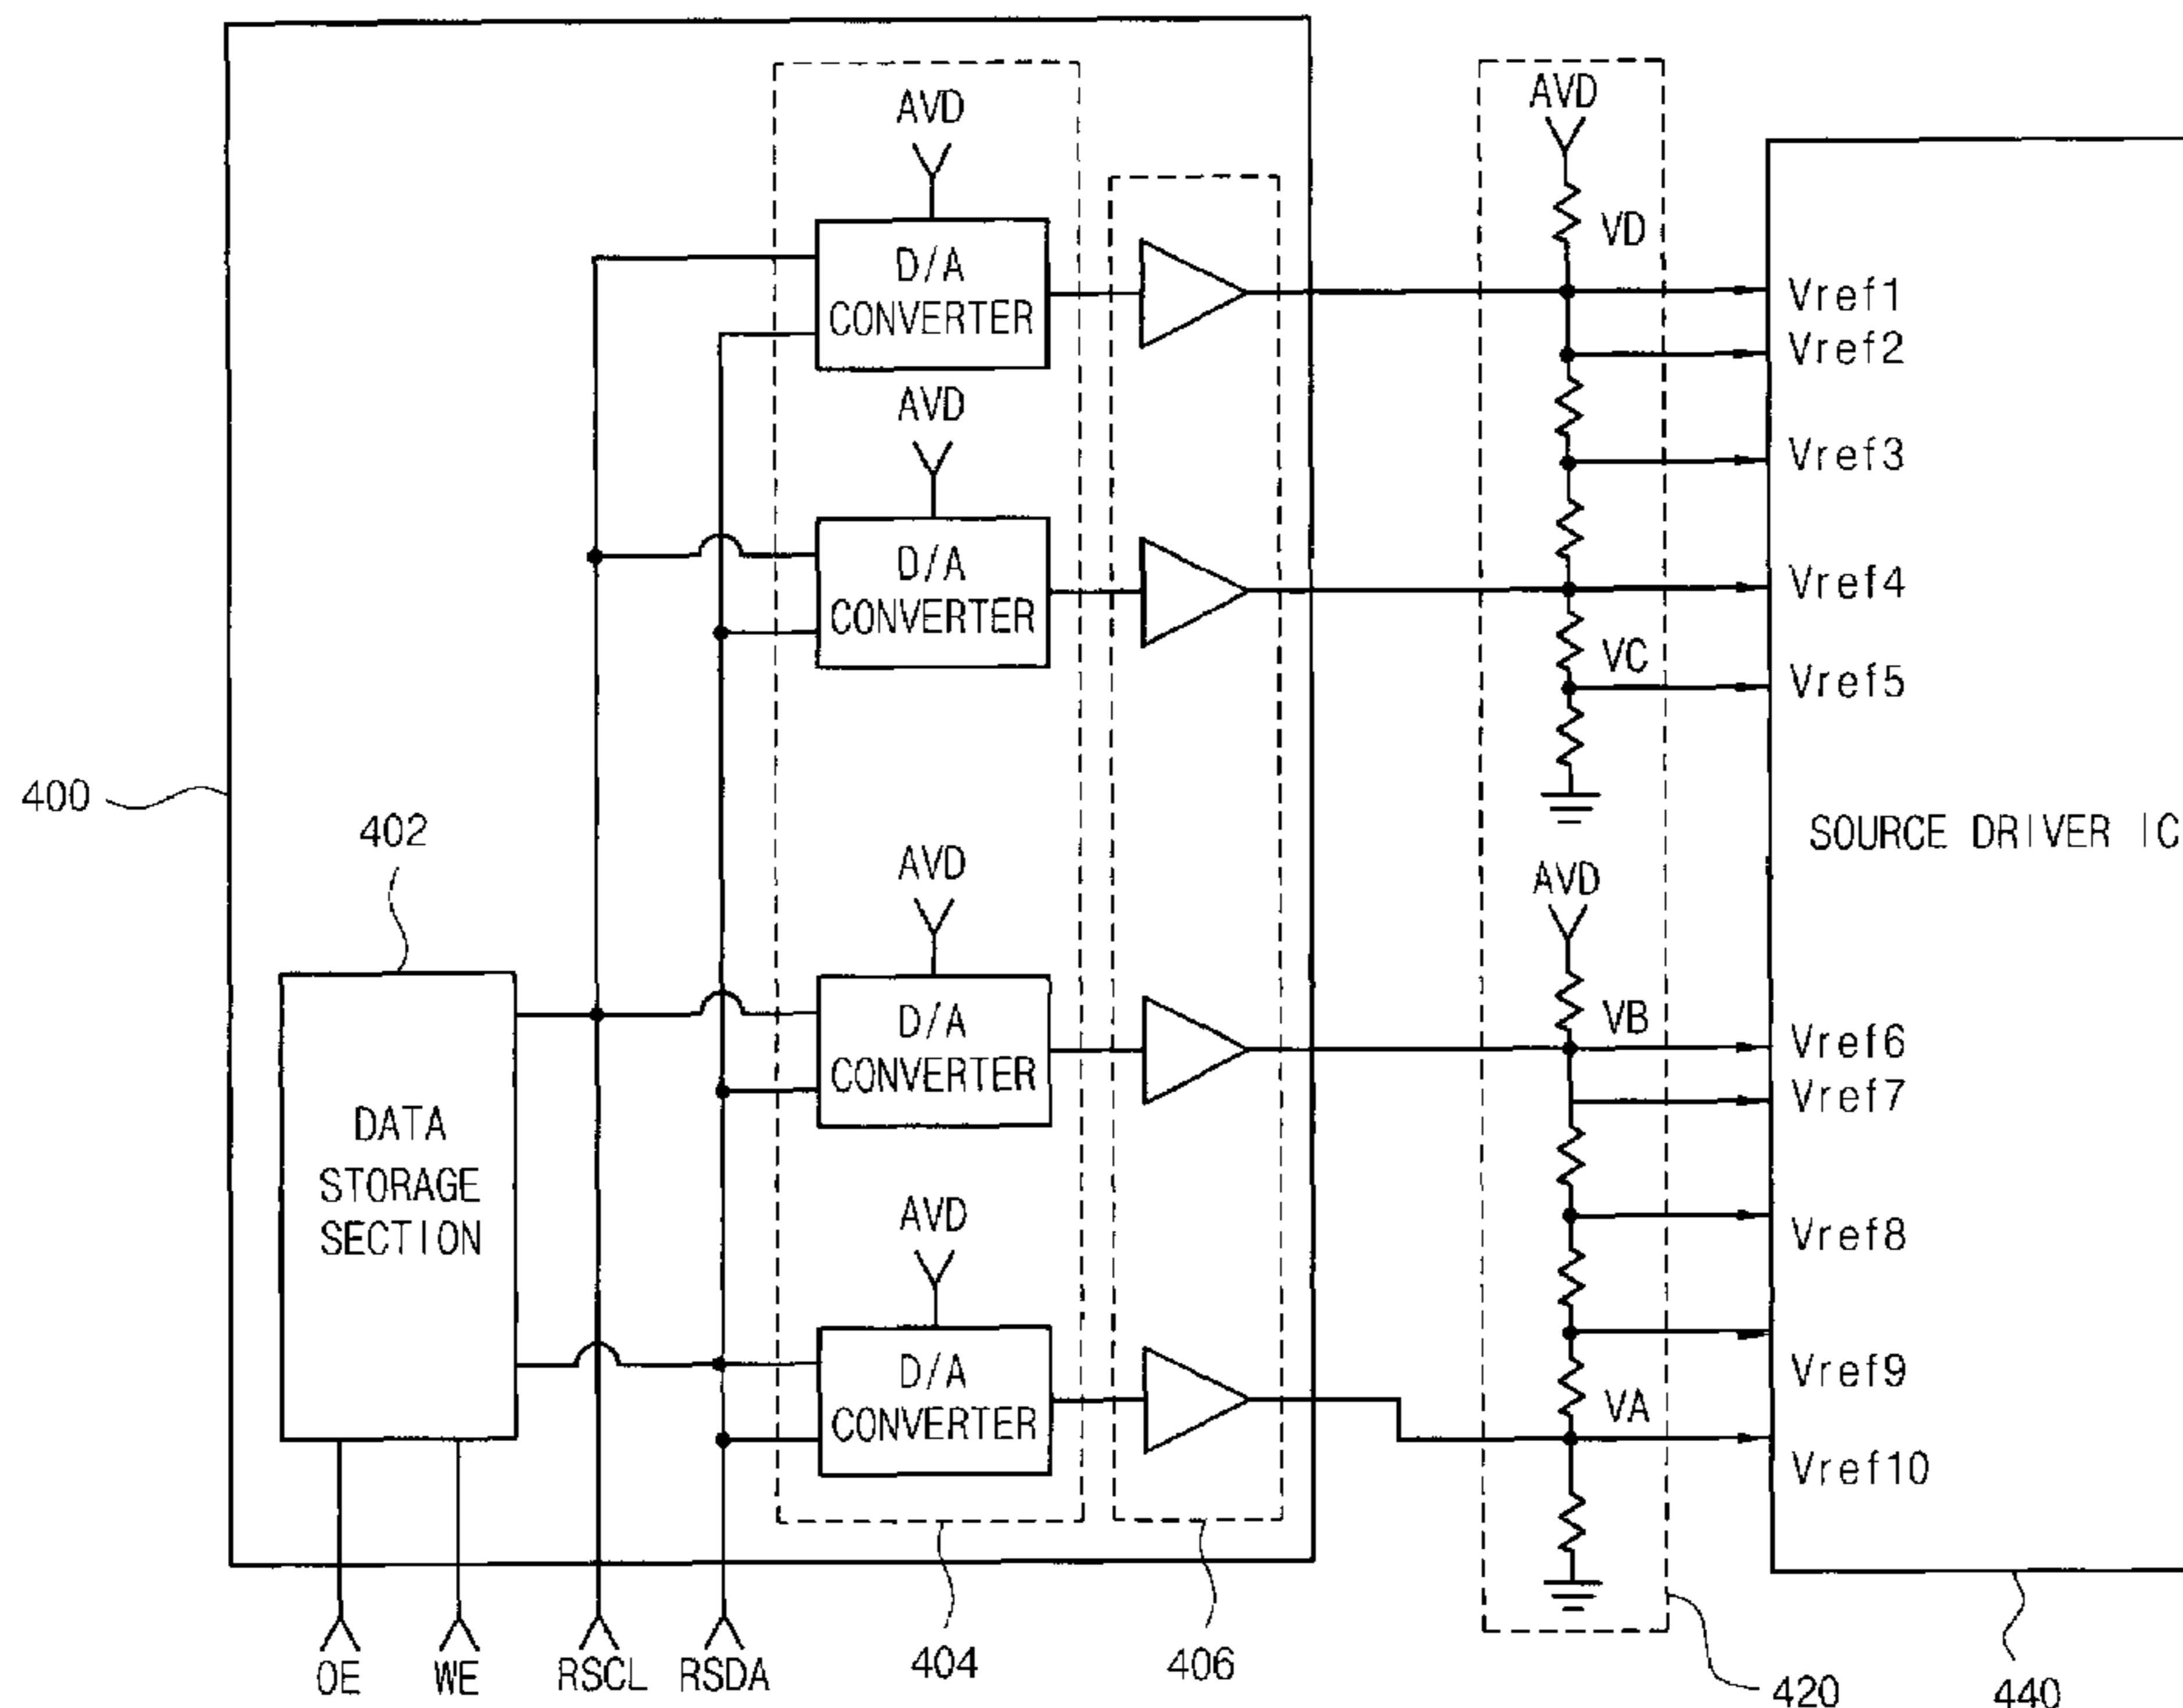 AVD
D/A
CONVERTER
AVD
D/A
CONVERTER
AVD
D/A
CONVERTER
AVD
D/A
CONVERTER
400
402
DATA
STORAGE
SECTION
OE
WE
RSCL
RSDA
404
406
AVD
VD
VC
AVD
VB
VA
420
Vref1
Vref2
Vref3
Vref4
Vref5
SOURCE DRIVER IC
Vref6
Vref7
Vref8
Vref9
Vref10
440